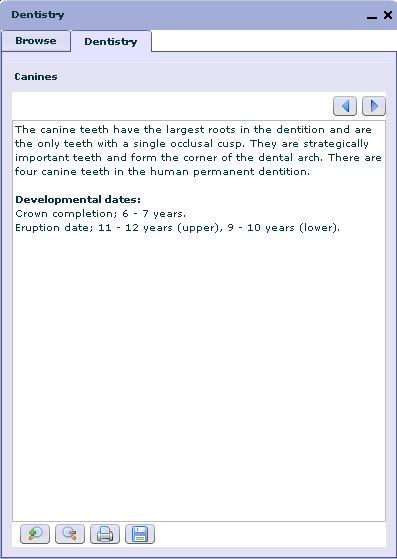 Dentistry
Browse
Dentistry
Canines
The canine teeth have the largest roots in the dentition and are
the only teeth with a single occlusal cusp. They are strategically
important teeth and form the corner of the dental arch. There are
four canine teeth in the human permanent dentition.
Developmental dates:
Crown completion; 6 - 7 years.
Eruption date; 11 - 12 years (upper), 9 - 10 years (lower).